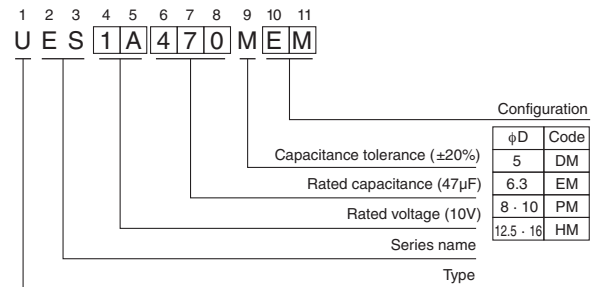 1 2 3 4 5 6 7 8 9 10 11
U E S 1 A 4 7 0 M E M
Configuration
φD Code
5 DM
6.3 EM
8 · 10 PM
12.5 · 16 HM
Capacitance tolerance (±20%)
Rated capacitance (47µF)
Rated voltage (10V)
Series name
Type